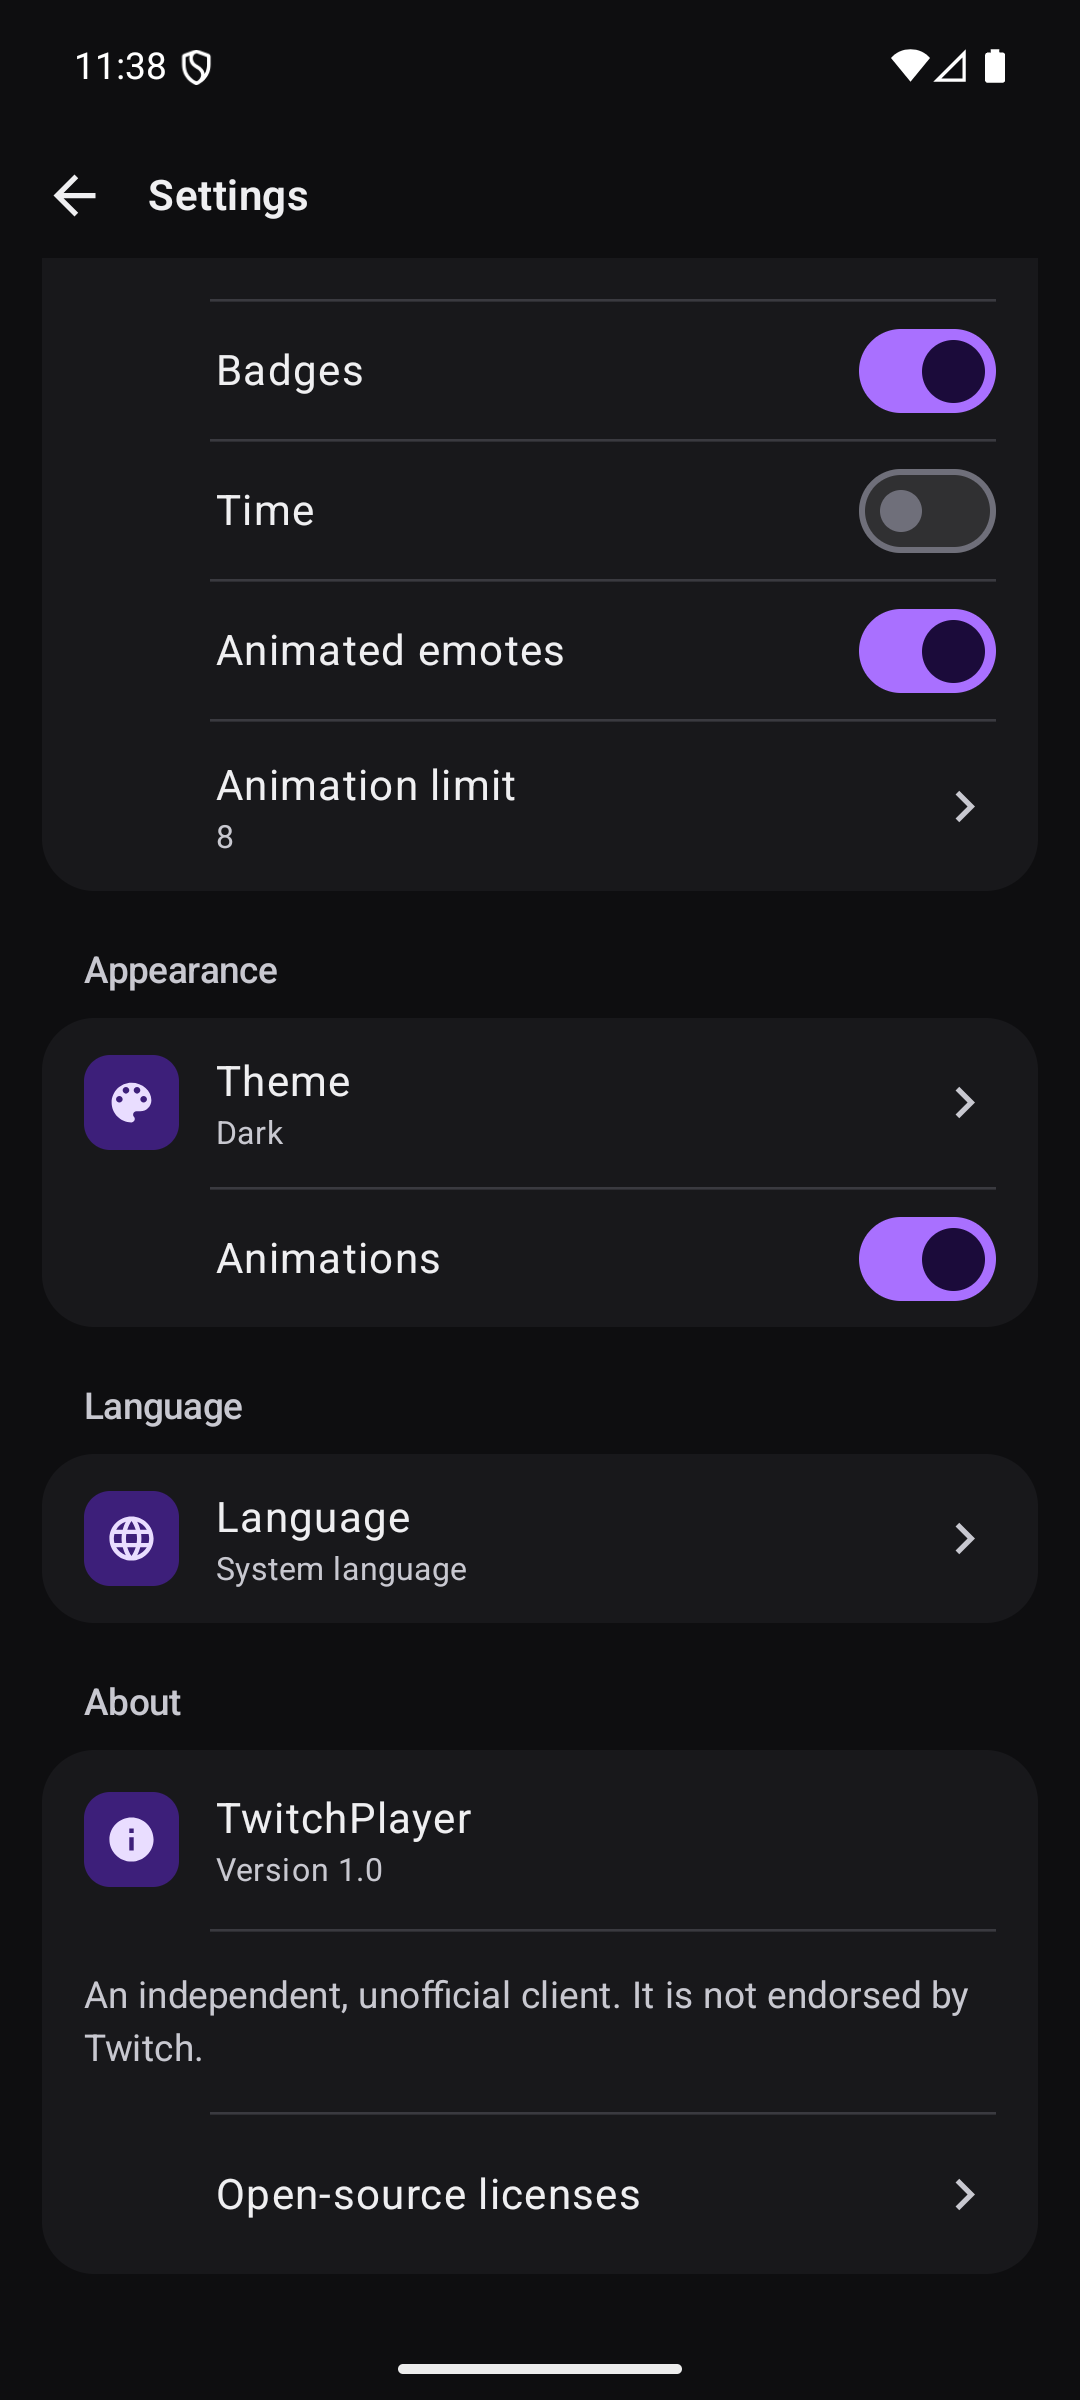 11:38
Settings
Badges
Time
Animated emotes
Animation limit
8
Appearance
Theme
Dark
Animations
Language
Language
System language
About
TwitchPlayer
Version 1.0
An independent, unofficial client. It is not endorsed by
Twitch.
Open-source licenses